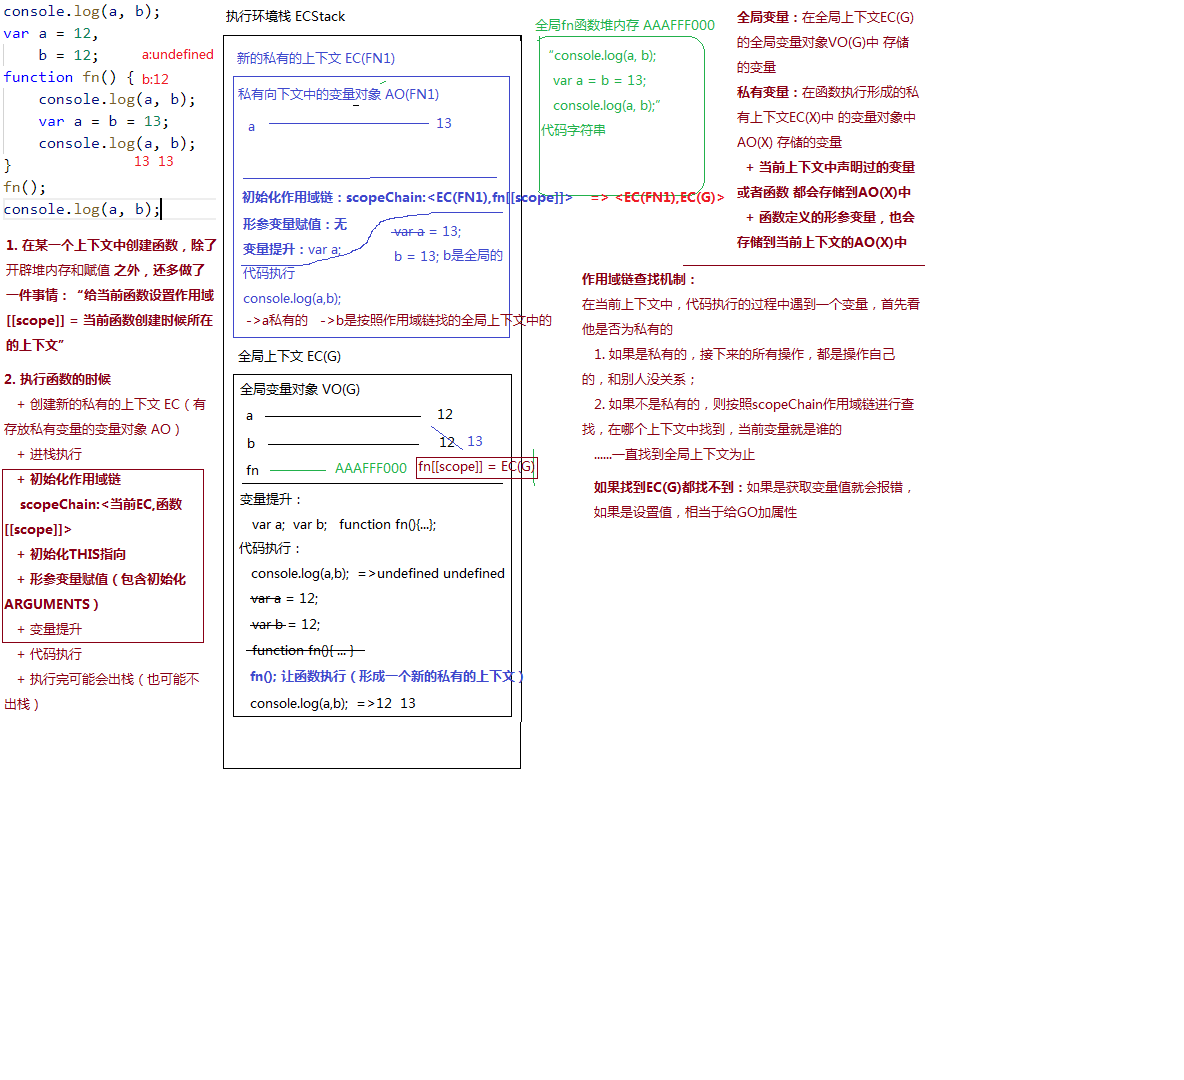 console.log(a, b);
var a = 12,
b = 12;
a:undefined
function fn() {
b:12
console.log(a, b);
var a = b = 13;
console.log(a, b);
13 13
}
fn();
console.log(a, b);
1. 在某一个上下文中创建函数，除了
开辟堆内存和赋值 之外，还多做了
一件事情：“给当前函数设置作用域
[[scope]] = 当前函数创建时候所在
的上下文”
2. 执行函数的时候
+ 创建新的私有的上下文 EC（有
存放私有变量的变量对象 AO）
+ 进栈执行
+ 初始化作用域链
scopeChain:<当前EC,函数
[[scope]]>
+ 初始化THIS指向
+ 形参变量赋值（包含初始化
ARGUMENTS）
+ 变量提升
+ 代码执行
+ 执行完可能会出栈（也可能不
出栈）
执行环境栈 ECStack
新的私有的上下文 EC(FN1)
私有向下文中的变量对象 AO(FN1)
a 13
初始化作用域链：scopeChain:<EC(FN1),fn[[scope]]> => <EC(FN1),EC(G)>
形参变量赋值：无
变量提升：var a;
代码执行
var a = 13;
b = 13; b是全局的
console.log(a,b);
->a私有的 ->b是按照作用域链找的全局上下文中的
全局上下文 EC(G)
全局变量对象 VO(G)
a 12
b 12 13
fn AAAFFF000 fn[[scope]] = EC(G)
变量提升：
var a; var b; function fn(){...};
代码执行：
console.log(a,b); =>undefined undefined
var a = 12;
var b = 12;
function fn(){ ... }
fn(); 让函数执行（形成一个新的私有的上下文）
console.log(a,b); =>12 13
全局fn函数堆内存 AAAFFF000
“console.log(a, b);
var a = b = 13;
console.log(a, b);”
代码字符串
全局变量：在全局上下文EC(G)
的全局变量对象VO(G)中 存储
的变量
私有变量：在函数执行形成的私
有上下文EC(X)中 的变量对象中
AO(X) 存储的变量
+ 当前上下文中声明过的变量
或者函数 都会存储到AO(X)中
+ 函数定义的形参变量，也会
存储到当前上下文的AO(X)中
作用域链查找机制：
在当前上下文中，代码执行的过程中遇到一个变量，首先看
他是否为私有的
1. 如果是私有的，接下来的所有操作，都是操作自己
的，和别人没关系；
2. 如果不是私有的，则按照scopeChain作用域链进行查
找，在哪个上下文中找到，当前变量就是谁的
......一直找到全局上下文为止
如果找到EC(G)都找不到：如果是获取变量值就会报错，
如果是设置值，相当于给GO加属性